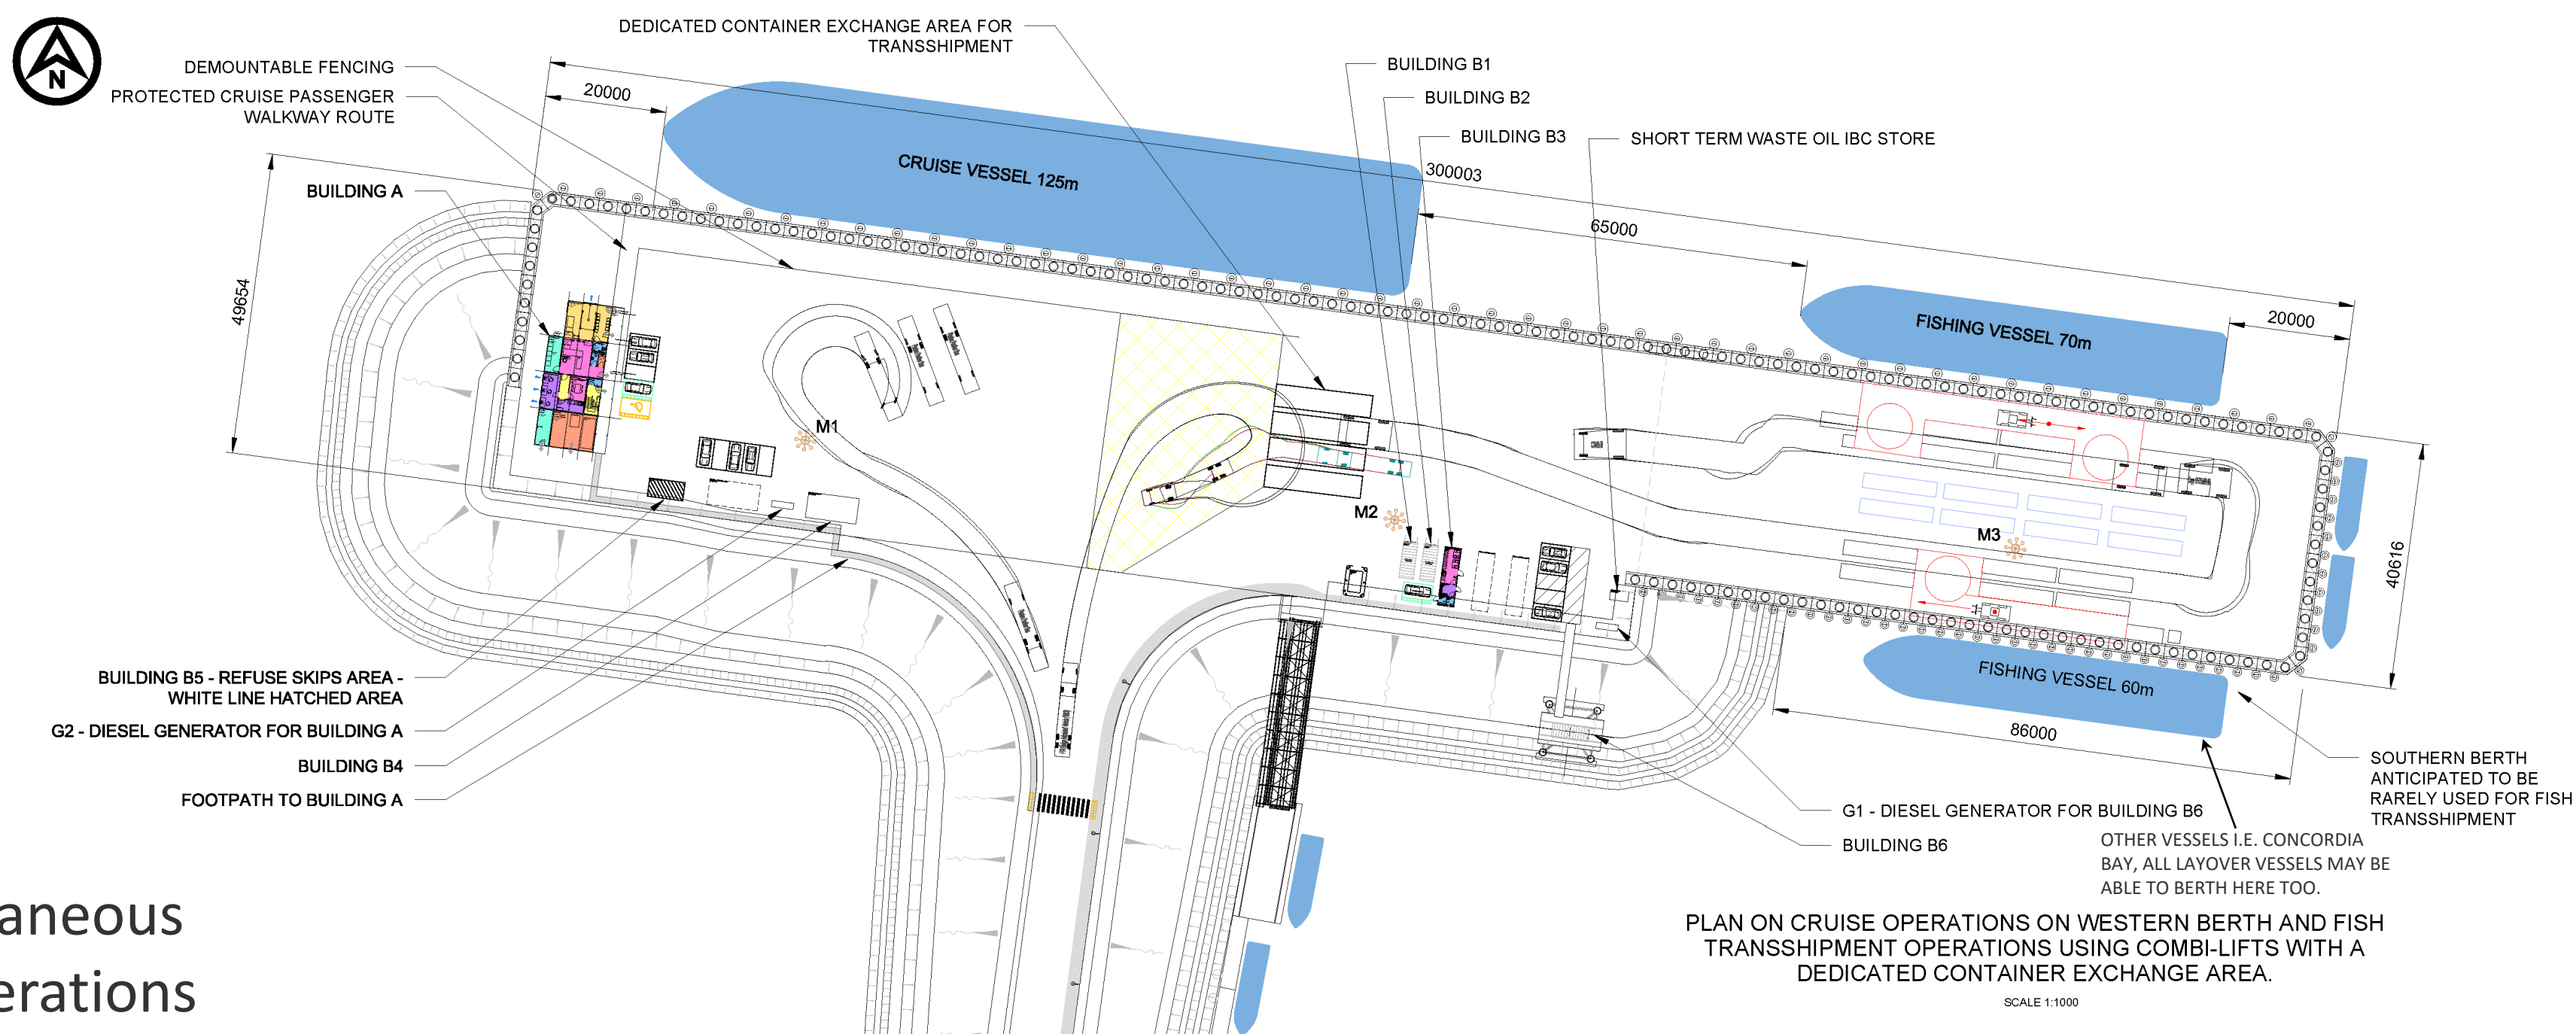 N
DEDICATED CONTAINER EXCHANGE AREA FOR
TRANSSHIPMENT
DEMOUNTABLE FENCING
PROTECTED CRUISE PASSENGER
WALKWAY ROUTE
BUILDING A
BUILDING B1
BUILDING B2
BUILDING B3
SHORT TERM WASTE OIL IBC STORE
20000
CRUISE VESSEL 125m
300003
65000
FISHING VESSEL 70m
20000
49654
M1
M2
M3
40616
FISHING VESSEL 60m
86000
BUILDING B5 - REFUSE SKIPS AREA -
WHITE LINE HATCHED AREA
G2 - DIESEL GENERATOR FOR BUILDING A
BUILDING B4
FOOTPATH TO BUILDING A
SOUTHERN BERTH
ANTICIPATED TO BE
RARELY USED FOR FISH
TRANSSHIPMENT
G1 - DIESEL GENERATOR FOR BUILDING B6
BUILDING B6
OTHER VESSELS I.E. CONCORDIA
BAY, ALL LAYOVER VESSELS MAY BE
ABLE TO BERTH HERE TOO.
aneous
erations
PLAN ON CRUISE OPERATIONS ON WESTERN BERTH AND FISH
TRANSSHIPMENT OPERATIONS USING COMBI-LIFTS WITH A
DEDICATED CONTAINER EXCHANGE AREA.
SCALE 1:1000